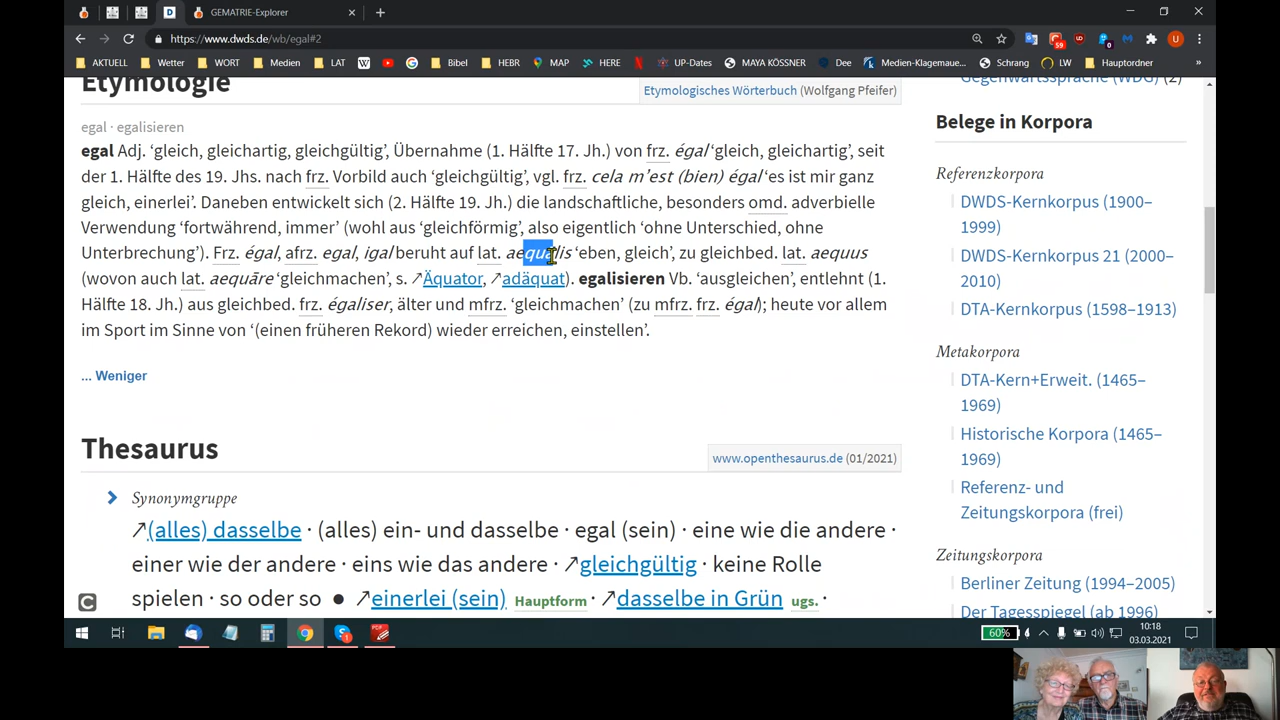 GEMATRIE-Explorer
https://www.dwds.de/wb/egal#2
AKTUELL Wetter WORT Medien LAT Bibel HEBR MAP HERE UP-Dates MAYA KÖSSNER Dee Medien-Klagemaue... Schrang LW Hauptordner
Etymologie
Etymologisches Wörterbuch (Wolfgang Pfeifer)
egal · egalisieren
egal Adj. ‘gleich, gleichartig, gleichgültig’, Übernahme (1. Hälfte 17. Jh.) von frz. égal ‘gleich, gleichartig’, seit
der 1. Hälfte des 19. Jhs. nach frz. Vorbild auch ‘gleichgültig’, vgl. frz. cela m’est (bien) égal ‘es ist mir ganz
gleich, einerlei’. Daneben entwickelt sich (2. Hälfte 19. Jh.) die landschaftliche, besonders omd. adverbielle
Verwendung ‘fortwährend, immer’ (wohl aus ‘gleichförmig’, also eigentlich ‘ohne Unterschied, ohne
Unterbrechung’). Frz. égal, afrz. egal, igal beruht auf lat. aequalis ‘eben, gleich’, zu gleichbed. lat. aequus
(wovon auch lat. aequāre ‘gleichmachen’, s. ↗Äquator, ↗adäquat). egalisieren Vb. ‘ausgleichen’, entlehnt (1.
Hälfte 18. Jh.) aus gleichbed. frz. égaliser, älter und mfrz. ‘gleichmachen’ (zu mfrz. frz. égal); heute vor allem
im Sport im Sinne von ‘(einen früheren Rekord) wieder erreichen, einstellen’.
... Weniger
Thesaurus
www.openthesaurus.de (01/2021)
Synonymgruppe
↗(alles) dasselbe · (alles) ein- und dasselbe · egal (sein) · eine wie die andere ·
einer wie der andere · eins wie das andere · ↗gleichgültig · keine Rolle
spielen · so oder so ● ↗einerlei (sein) Hauptform · ↗dasselbe in Grün ugs. ·
Gegenwartssprache (WDG) (2)
Belege in Korpora
Referenzkorpora
DWDS-Kernkorpus (1900–
1999)
DWDS-Kernkorpus 21 (2000–
2010)
DTA-Kernkorpus (1598–1913)
Metakorpora
DTA-Kern+Erweit. (1465–
1969)
Historische Korpora (1465–
1969)
Referenz- und
Zeitungskorpora (frei)
Zeitungskorpora
Berliner Zeitung (1994–2005)
Der Tagesspiegel (ab 1996)
60%
10:18
03.03.2021